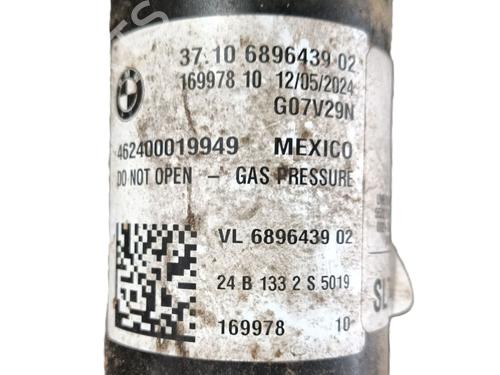 37.10 6896439 02
169978 10 12/05/2024
G07V29N
462400019949 MEXICO
DO NOT OPEN - GAS PRESSURE
VL 6896439 02
24 B 133 2 S 5019
169978 10